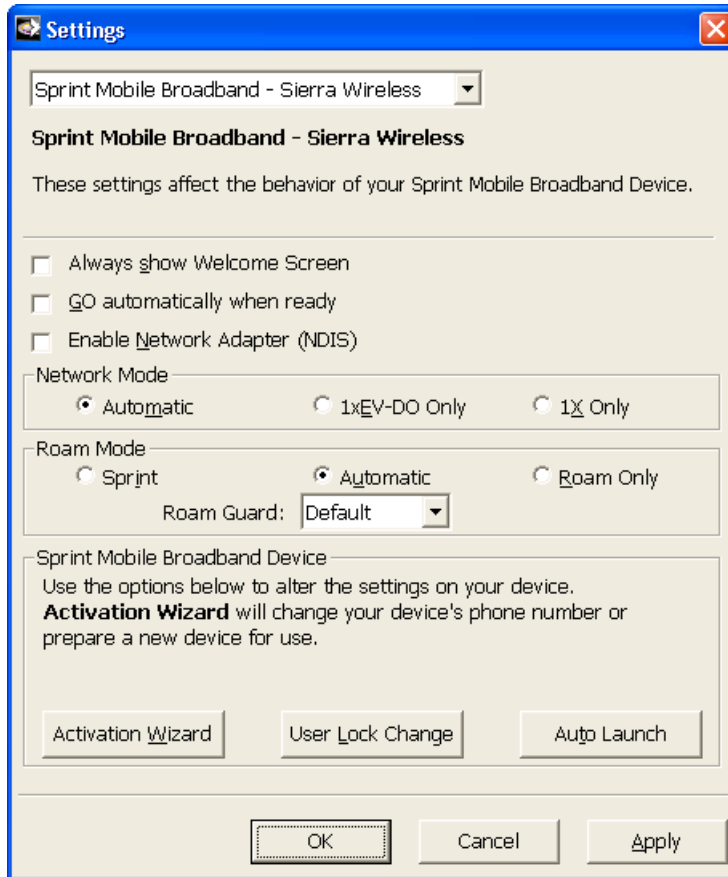 Settings
Sprint Mobile Broadband - Sierra Wireless
Sprint Mobile Broadband - Sierra Wireless
These settings affect the behavior of your Sprint Mobile Broadband Device.
Always show Welcome Screen
GO automatically when ready
Enable Network Adapter (NDIS)
Network Mode
Automatic 1xEV-DO Only 1X Only
Roam Mode
Sprint Automatic Roam Only
Roam Guard: Default
Sprint Mobile Broadband Device
Use the options below to alter the settings on your device.
Activation Wizard will change your device's phone number or
prepare a new device for use.
Activation Wizard User Lock Change Auto Launch
OK Cancel Apply